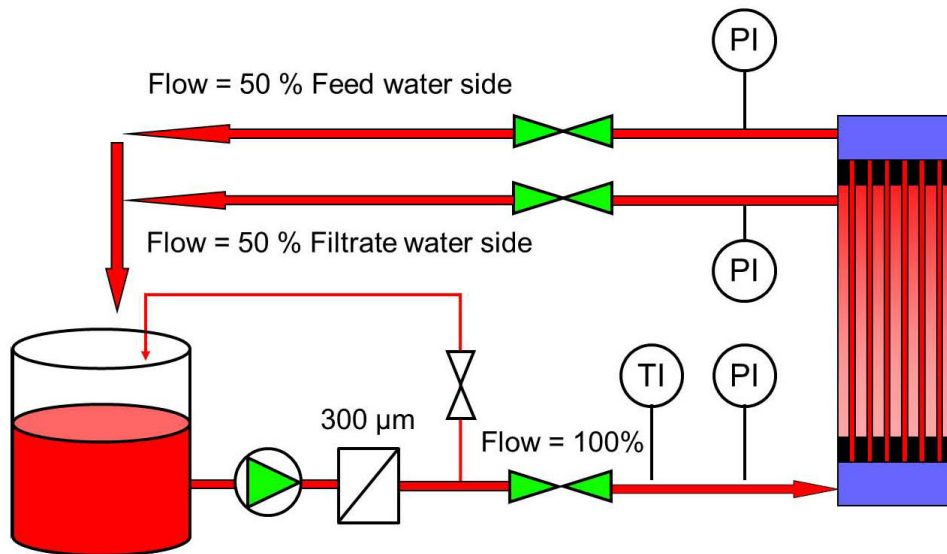 PI
Flow = 50 % Feed water side
Flow = 50 % Filtrate water side
PI
300 µm
TI
PI
Flow = 100%